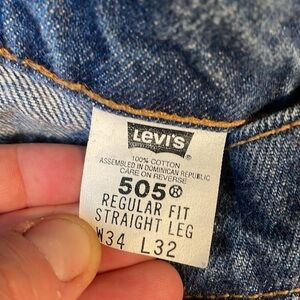 LEVI'S
100% COTTON
ASSEMBLED IN DOMINICAN REPUBLIC
CARE ON REVERSE
505®
REGULAR FIT
STRAIGHT LEG
W34 L32